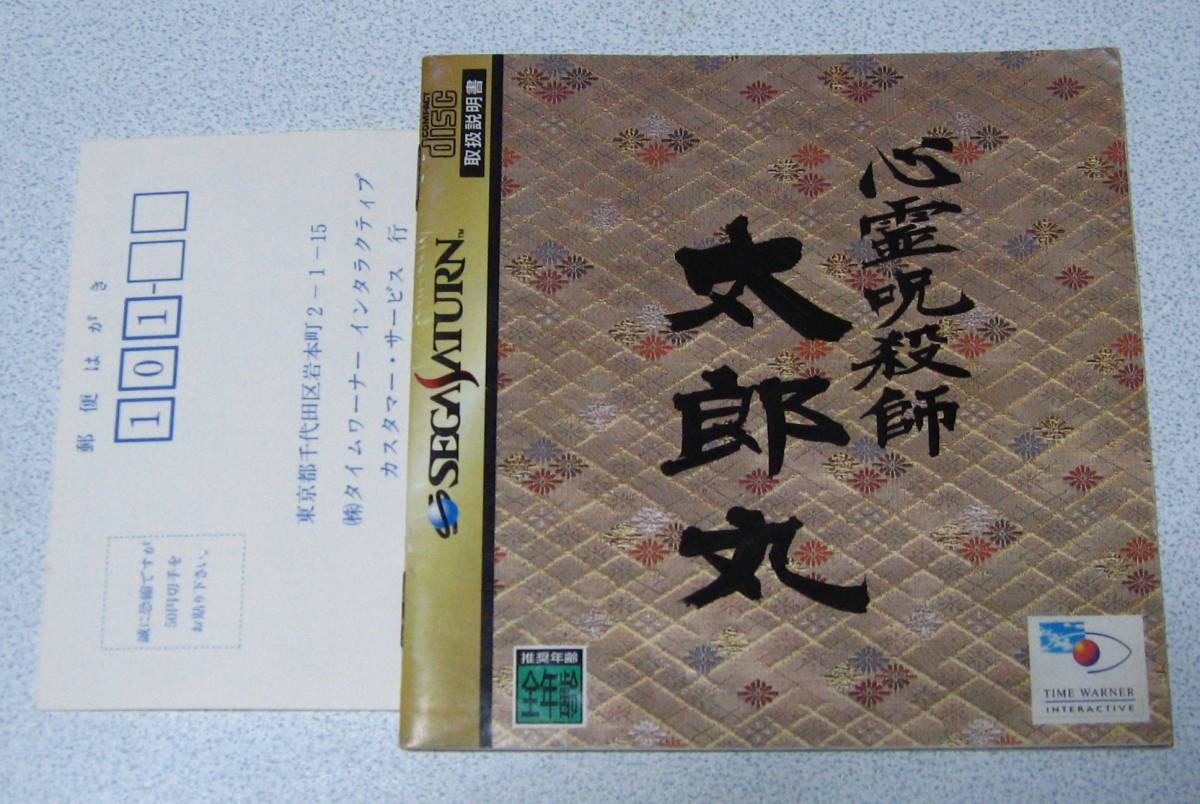 郵便はがき
101-
東京都千代田区岩本町2-1-15
㈱タイムワーナー インタラクティブ
カスタマー・サービス 行
誠に恐縮ですが
50円切手を
お貼り下さい。
COMPACT
disc
取扱説明書
SEGA SATURN™
心霊呪殺師
太郎丸
推奨年齢
全年齢
TIME WARNER
INTERACTIVE